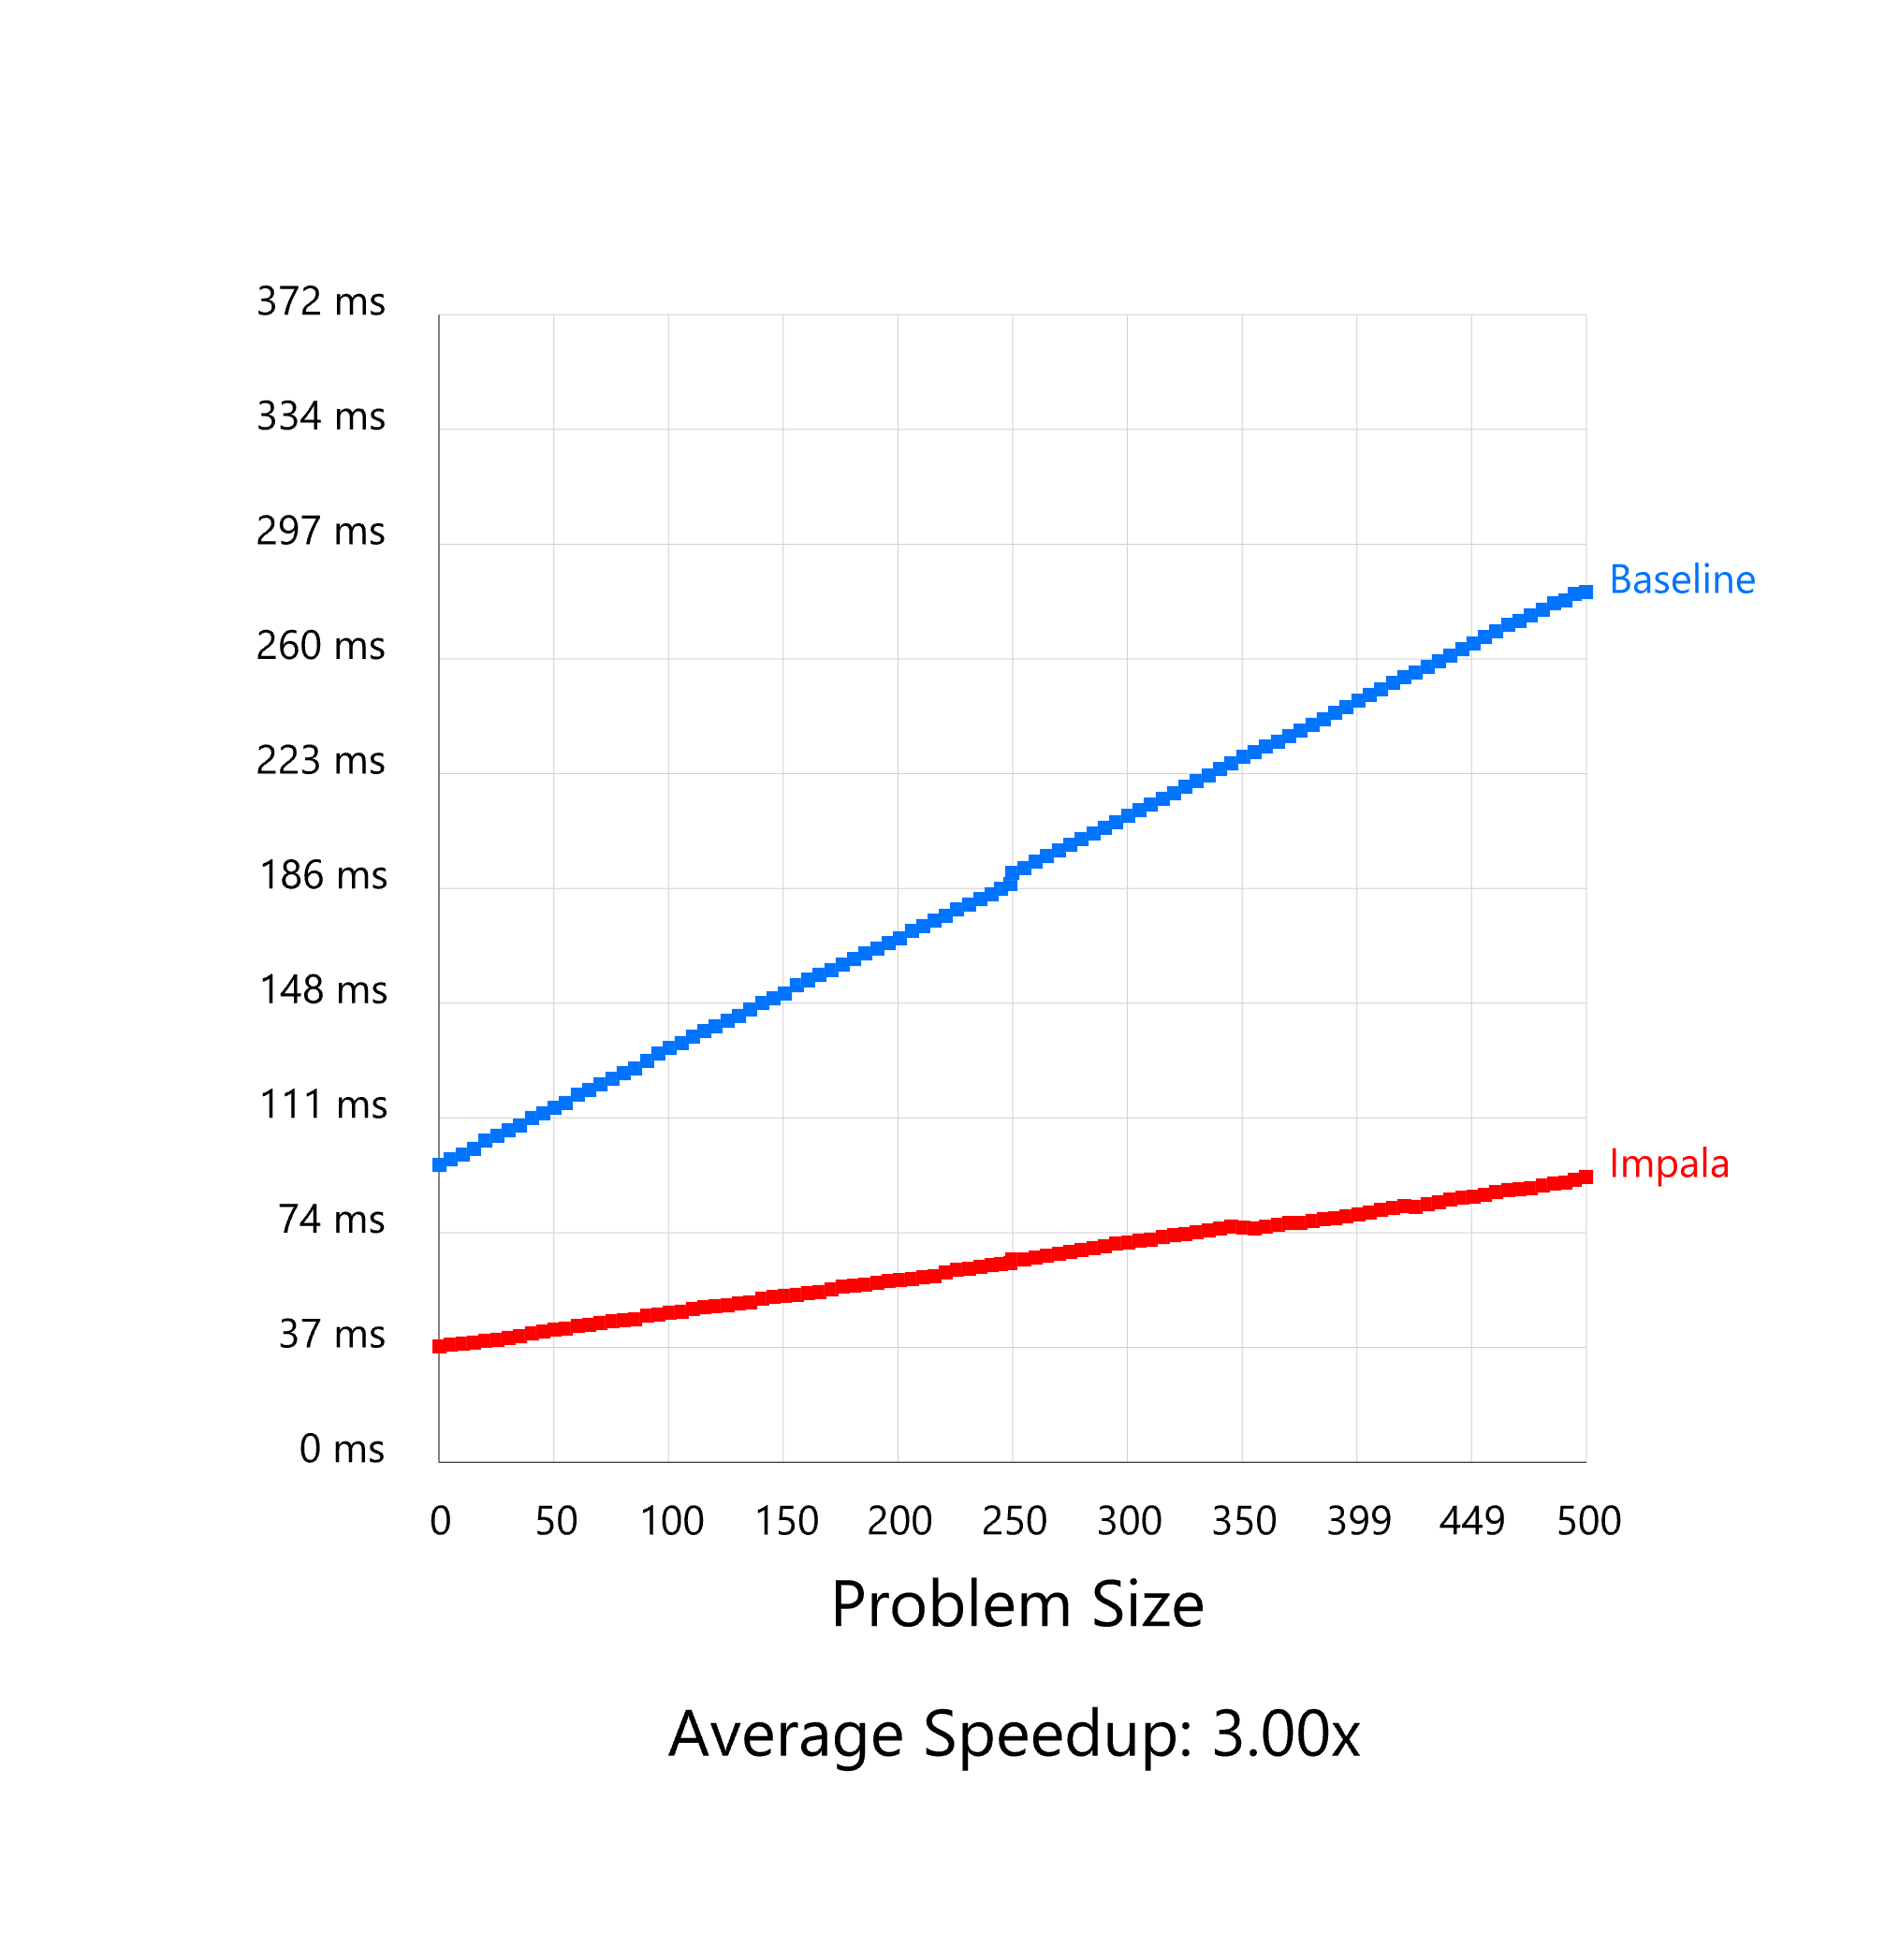 372 ms
334 ms
297 ms
260 ms
223 ms
186 ms
148 ms
111 ms
74 ms
37 ms
0 ms
Baseline
Impala
0 50 100 150 200 250 300 350 399 449 500
Problem Size
Average Speedup: 3.00x